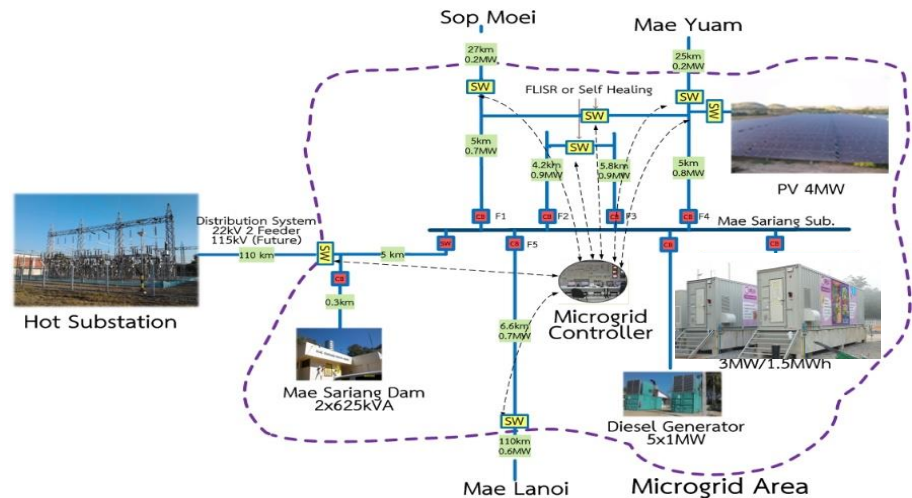 Sop Moei
Mae Yuam
27km
0.2MW
25km
0.2MW
SW
FLISR or Self Healing
SW
SW
SW
SW
5km
0.7MW
4.2km
0.9MW
5.8km
0.9MW
5km
0.8MW
PV 4MW
CB
F1
CB
F2
CB
F3
CB
F4
Mae Sariang Sub.
Distribution System
22kV 2 Feeder
115kV (Future)
110 km
SW
5 km
SW
CB
F5
CB
CB
CB
0.3km
Hot Substation
Microgrid
Controller
6.6km
0.7MW
Mae Sariang Dam
2x625kVA
3MW/1.5MWh
Diesel Generator
5x1MW
SW
110km
0.6MW
Mae Lanoi
Microgrid Area